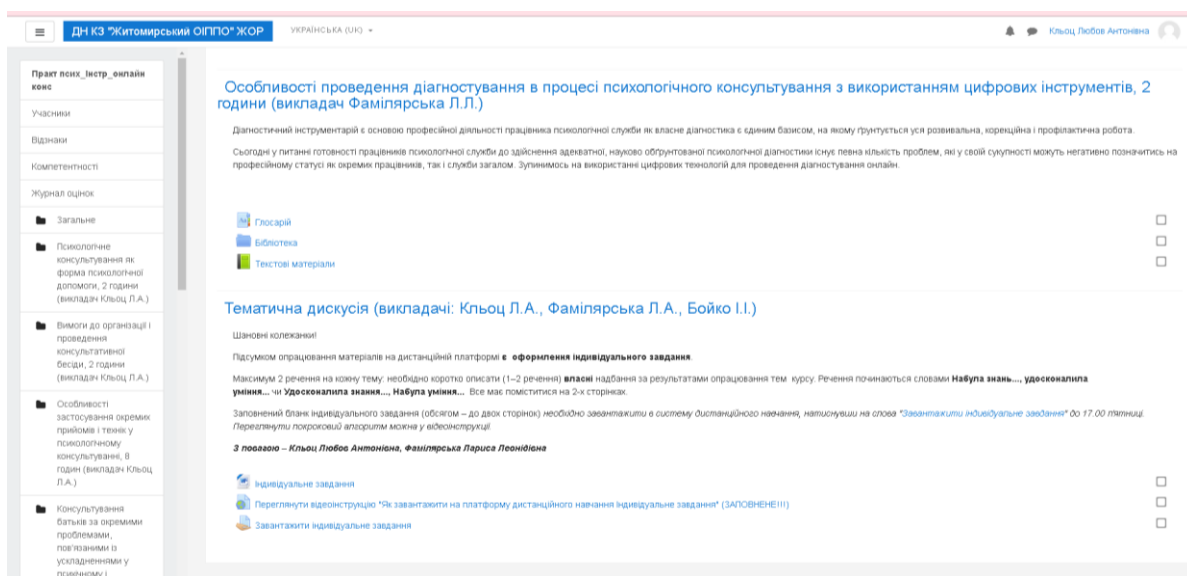 ДН КЗ "Житомирський ОІППО" ЖОР
УКРАЇНСЬКА (UK)
Кльоц Любов Антонівна
Практ псих_Інстр_онлайн
конс
Учасники
Відзнаки
Компетентності
Журнал оцінок
Загальне
Психологічне
консультування як
форма психологічної
допомоги, 2 години
(викладач Кльоц Л.А.)
Вимоги до організації і
проведення
консультативної
бесіди, 2 години
(викладач Кльоц Л.А.)
Особливості
застосування окремих
прийомів і технік у
психологічному
консультуванні, 8
годин (викладач Кльоц
Л.А.)
Консультування
батьків за окремими
проблемами,
пов'язаними із
ускладненнями у
психічному і
Особливості проведення діагностування в процесі психологічного консультування з використанням цифрових інструментів, 2
години (викладач Фамілярська Л.Л.)
Діагностичний інструментарій є основою професійної діяльності працівника психологічної служби як власне діагностика є єдиним базисом, на якому ґрунтується уся розвивальна, корекційна і профілактична робота.
Сьогодні у питанні готовності працівників психологічної служби до здійснення адекватної, науково обґрунтованої психологічної діагностики існує певна кількість проблем, які у своїй сукупності можуть негативно позначитись на
професійному статусі як окремих працівників, так і служби загалом. Зупинимось на використанні цифрових технологій для проведення діагностування онлайн.
Глосарій
Бібліотека
Текстові матеріали
Тематична дискусія (викладачі: Кльоц Л.А., Фамілярська Л.А., Бойко І.І.)
Шановні колежанки!
Підсумком опрацювання матеріалів на дистанційній платформі є оформлення індивідуального завдання.
Максимум 2 речення на кожну тему: необхідно коротко описати (1–2 речення) власні надбання за результатами опрацювання тем курсу. Речення починаються словами Набула знань..., удосконалила
уміння... чи Удосконалила знання..., Набула уміння... Все має поміститися на 2-х сторінках.
Заповнений бланк індивідуального завдання (обсягом – до двох сторінок) необхідно завантажити в систему дистанційного навчання, натиснувши на слова "Завантажити індивідуальне завдання" до 17.00 п'ятниці.
Переглянути покроковий алгоритм можна у відеоінструкції
З повагою – Кльоц Любов Антонівна, Фамілярська Лариса Леонідівна
Індивідуальне завдання
Переглянути відеоінструкцію "Як завантажити на платформу дистанційного навчання Індивідуальне завдання" (ЗАПОВНЕНЕ!!!)
Завантажити індивідуальне завдання